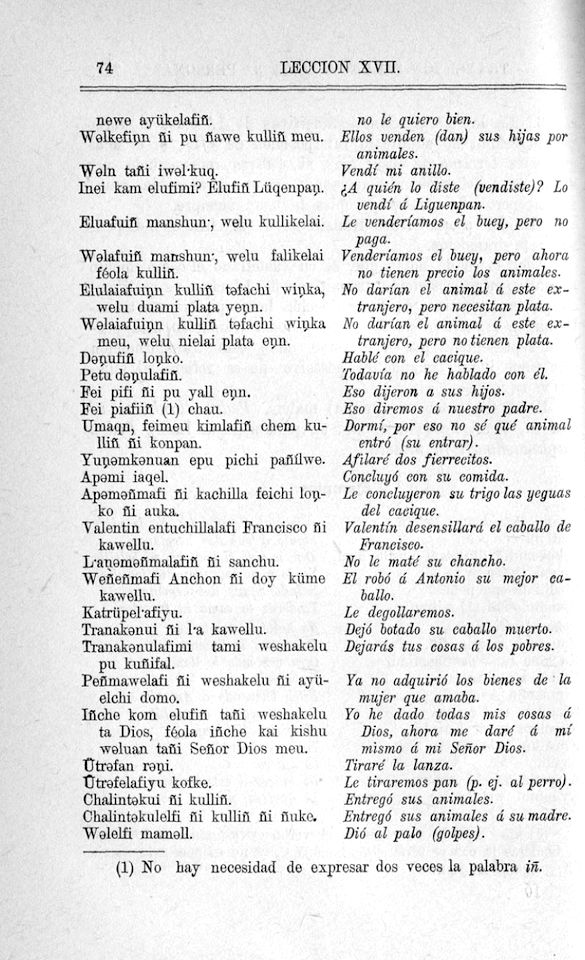 74 LECCION XVII.
newe ayükelafiñ.
Wəlkefiŋn ñi pu ñawe kulliñ meu.
Wəln tañi iwəl·kuq.
Inei kam elufimi? Elufiñ Lüqenpaŋ.
Eluafuiñ manshun·, welu kullikelai.
Wəlafuiñ manshun·, welu falikelai
féola kulliñ.
Elulaiafuiŋn kulliñ təfachi wiŋka,
welu duami plata yeŋn.
Wəlaiafuiŋn kulliñ təfachi wiŋka
meu, welu nielai plata eŋn.
Dəŋufiñ loŋko.
Petu dəŋulafiñ.
Fei pifi ñi pu yall eŋn.
Fei piafiiñ (1) chau.
Umaqn, feimeu kimlafiñ chem ku-
lliñ ñi konpan.
Yuŋəmkənuan epu pichi pañilwe.
Apəmi iaqel.
Apəməñmafi ñi kachilla feichi loŋ-
ko ñi auka.
Valentin entuchillalafi Francisco ñi
kawellu.
L·aŋəməñmalafiñ ñi sanchu.
Weñeñmafi Anchon ñi doy küme
kawellu.
Katrüpel·afiyu.
Tranakənui ñi l·a kawellu.
Tranakənulafimi tami weshakelu
pu kuñifal.
Peñmawelafi ñi weshakelu ñi ayü-
elchi domo.
Iñche kom elufiñ tañi weshakelu
ta Dios, féola iñche kai kishu
wəluan tañi Señor Dios meu.
Ütrəfan rəŋi.
Ütrəfelafiyu kofke.
Chalintəkui ñi kulliñ.
Chalintəkulelfi ñi kulliñ ñi ñuke.
Wəlelfi maməll.
no le quiero bien.
Ellos venden (dan) sus hijas por
animales.
Vendí mi anillo.
¿A quién lo diste (vendiste)? Lo
vendí á Liguenpan.
Le venderíamos el buey, pero no
paga.
Venderíamos el buey, pero ahora
no tienen precio los animales.
No darían el animal á este ex-
tranjero, pero necesitan plata.
No darían el animal á este ex-
tranjero, pero no tienen plata.
Hablé con el cacique.
Todavía no he hablado con él.
Eso dijeron a sus hijos.
Eso diremos á nuestro padre.
Dormí, por eso no sé qué animal
entró (su entrar).
Afilaré dos fierrecitos.
Concluyó con su comida.
Le concluyeron su trigo las yeguas
del cacique.
Valentín desensillará el caballo de
Francisco.
No le maté su chancho.
El robó á Antonio su mejor ca-
ballo.
Le degollaremos.
Dejó botado su caballo muerto.
Dejarás tus cosas á los pobres.
Ya no adquirió los bienes de la
mujer que amaba.
Yo he dado todas mis cosas á
Dios, ahora me daré á mí
mismo á mi Señor Dios.
Tiraré la lanza.
Le tiraremos pan (p. ej. al perro).
Entregó sus animales.
Entregó sus animales á su madre.
Dió al palo (golpes).
(1) No hay necesidad de expresar dos veces la palabra iñ.